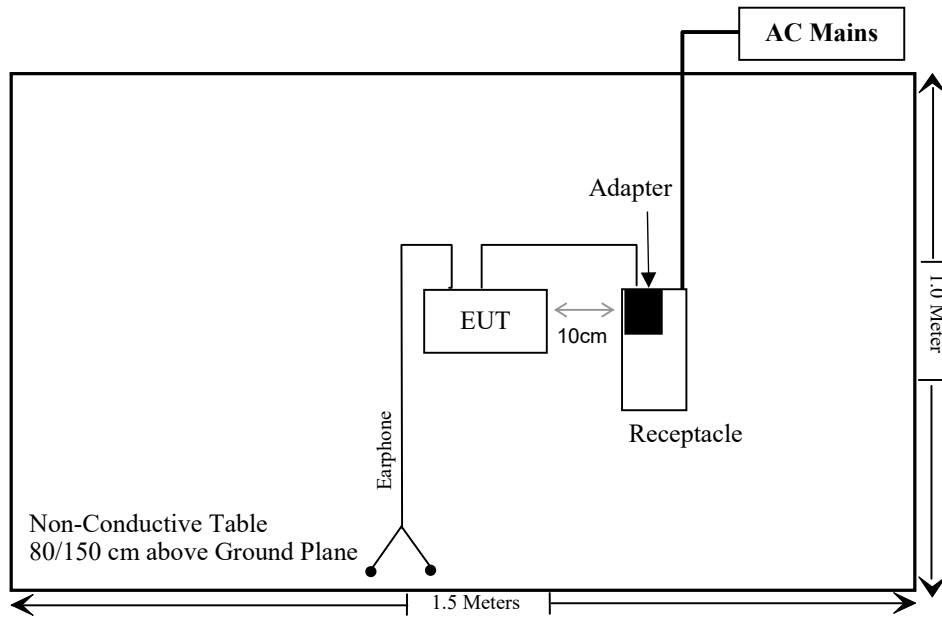 AC Mains
Adapter
EUT
10cm
1.0 Meter
Receptacle
Earphone
Non-Conductive Table
80/150 cm above Ground Plane
1.5 Meters